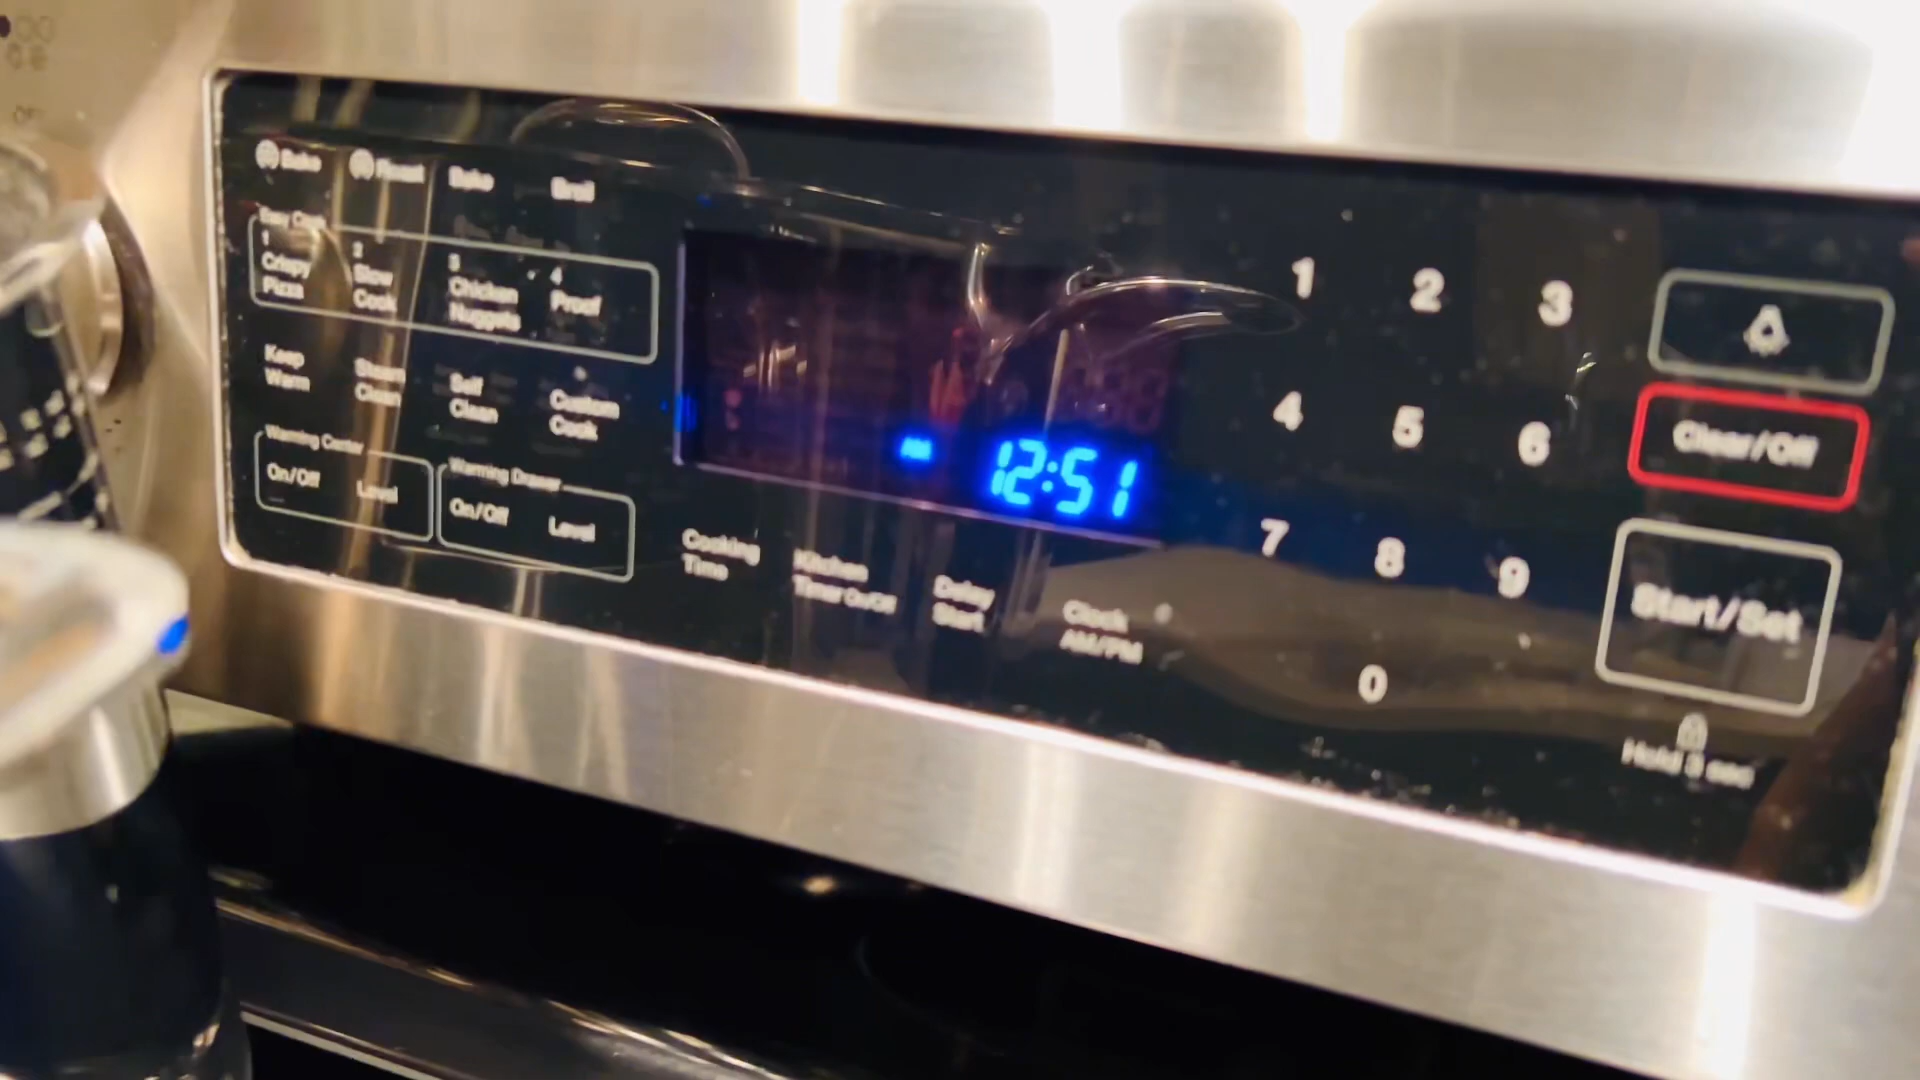 Bake Roast Bake Broil
Easy Cook
1 2 3 4
Crispy Pizza
Slow Cook
Chicken Nuggets
Proof
Keep Warm
Steam Clean
Self Clean
Custom Cook
Warming Center
On/Off Level
Warming Drawer
On/Off Level
AM 12:51
Cooking Time
Kitchen Timer On/Off
Delay Start
Clock AM/PM
1 2 3
4 5 6
7 8 9
0
Clear/Off
Start/Set
Hold 3 sec